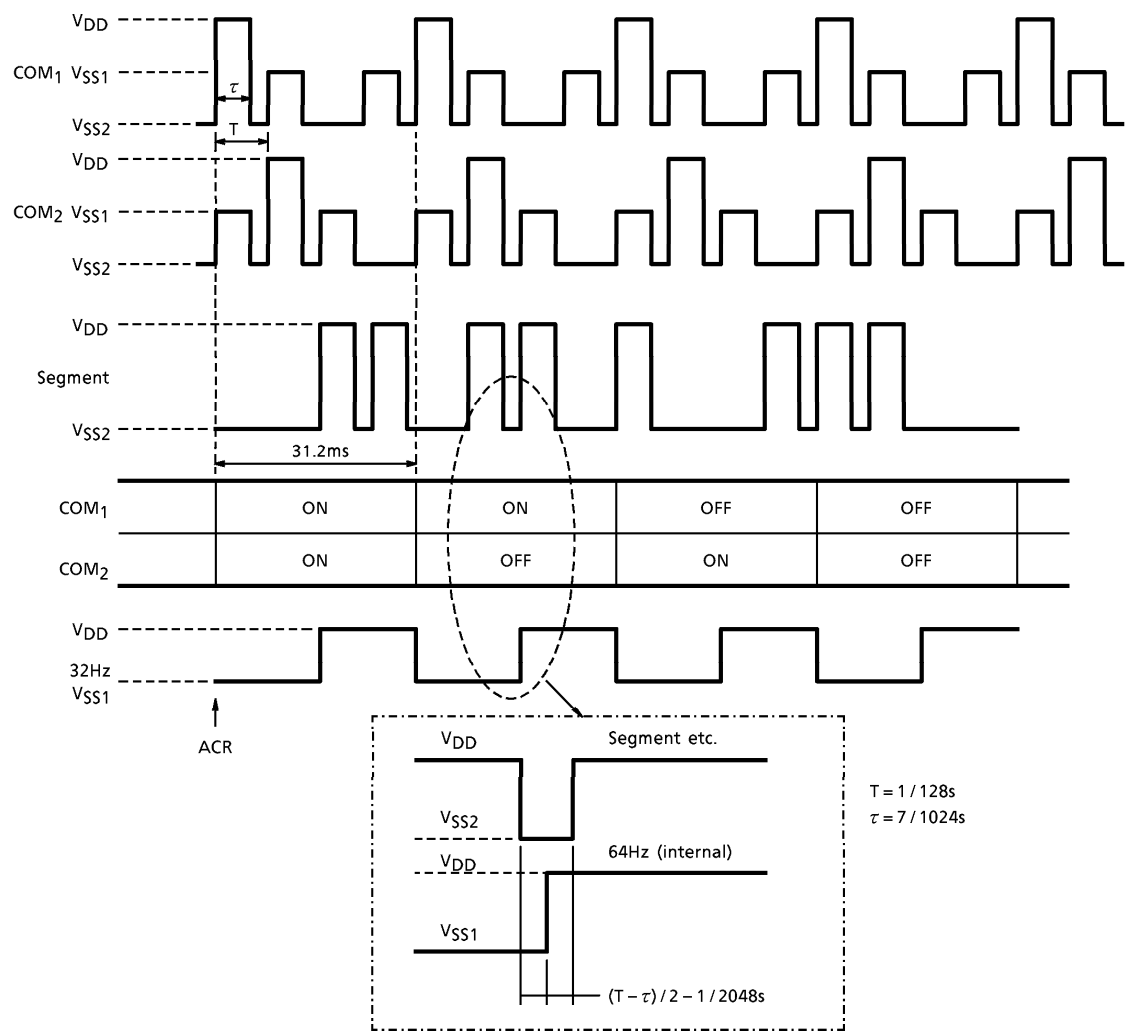 VDD
COM1 VSS1
τ
VSS2
T
VDD
COM2 VSS1
VSS2
VDD
Segment
VSS2
31.2ms
COM1 ON ON OFF OFF
COM2 ON OFF ON OFF
VDD
32Hz
VSS1
ACR
VDD Segment etc.
VSS2
VDD 64Hz (internal)
VSS1
(T – τ) / 2 – 1 / 2048s
T = 1 / 128s
τ = 7 / 1024s